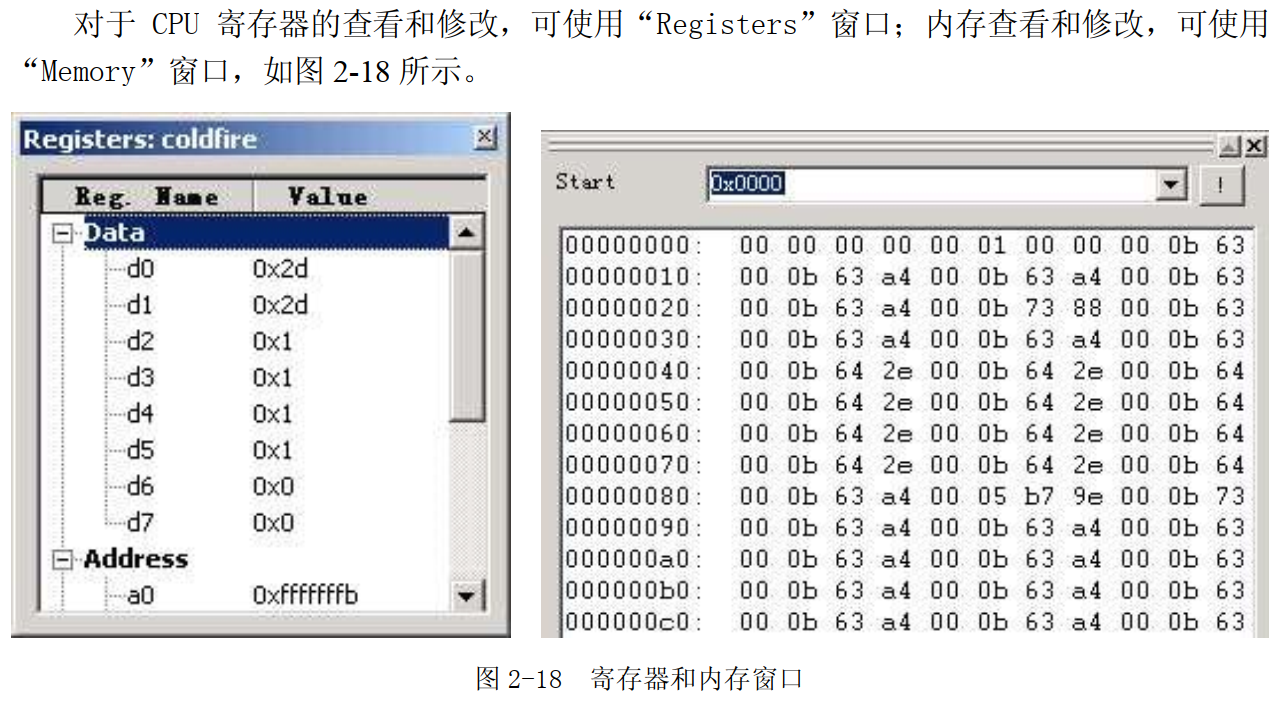 对于 CPU 寄存器的查看和修改，可使用“Registers”窗口；内存查看和修改，可使用
“Memory”窗口，如图 2-18 所示。
Registers: coldfire
Reg. Name Value
Data
d0 0x2d
d1 0x2d
d2 0x1
d3 0x1
d4 0x1
d5 0x1
d6 0x0
d7 0x0
Address
a0 0xfffffffb
Start 0x0000 !
00000000: 00 00 00 00 00 01 00 00 00 0b 63
00000010: 00 0b 63 a4 00 0b 63 a4 00 0b 63
00000020: 00 0b 63 a4 00 0b 73 88 00 0b 63
00000030: 00 0b 63 a4 00 0b 63 a4 00 0b 63
00000040: 00 0b 64 2e 00 0b 64 2e 00 0b 64
00000050: 00 0b 64 2e 00 0b 64 2e 00 0b 64
00000060: 00 0b 64 2e 00 0b 64 2e 00 0b 64
00000070: 00 0b 64 2e 00 0b 64 2e 00 0b 64
00000080: 00 0b 63 a4 00 05 b7 9e 00 0b 73
00000090: 00 0b 63 a4 00 0b 63 a4 00 0b 63
000000a0: 00 0b 63 a4 00 0b 63 a4 00 0b 63
000000b0: 00 0b 63 a4 00 0b 63 a4 00 0b 63
000000c0: 00 0b 63 a4 00 0b 63 a4 00 0b 63
图 2-18 寄存器和内存窗口